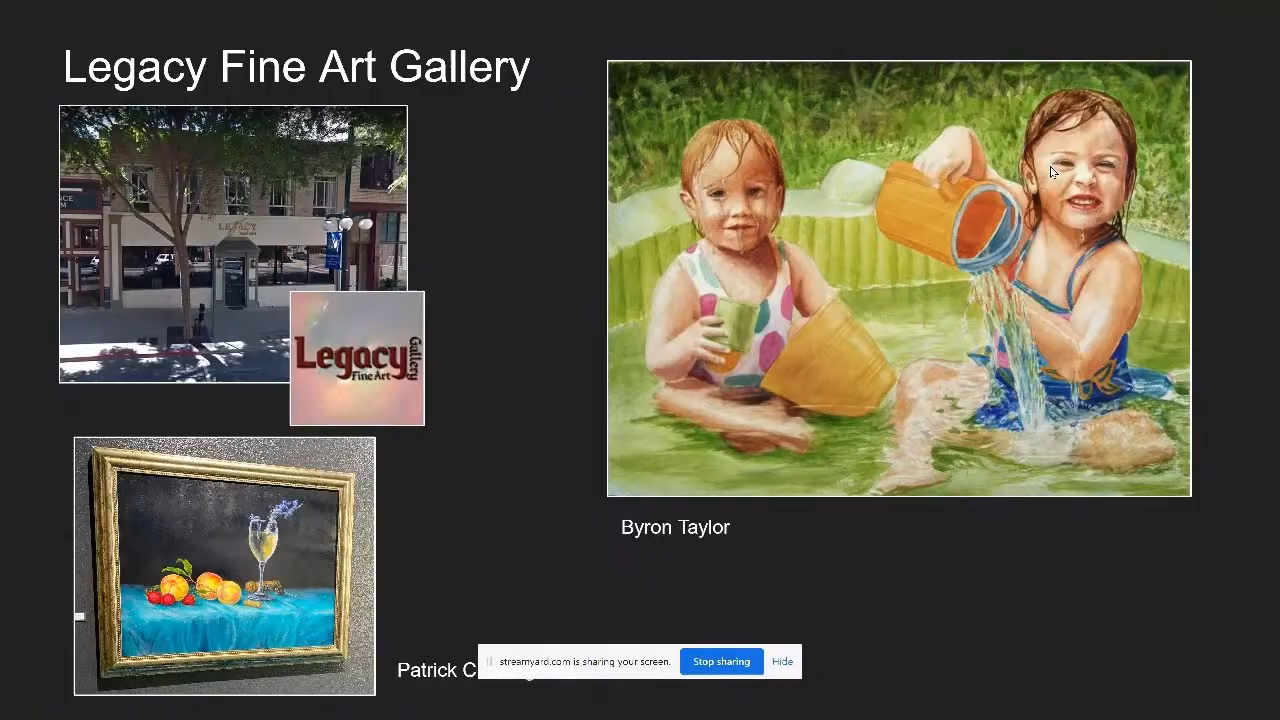 Legacy Fine Art Gallery
LEGACY
Legacy
Fine Art
Gallery
Byron Taylor
Patrick C
streamyard.com is sharing your screen.
Stop sharing
Hide